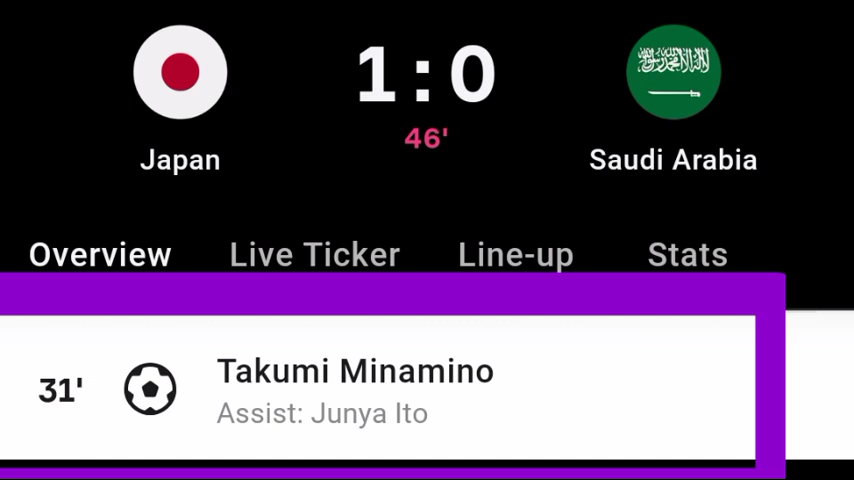 1:0
46'
Japan
Saudi Arabia
Overview Live Ticker Line-up Stats
31'
Takumi Minamino
Assist: Junya Ito